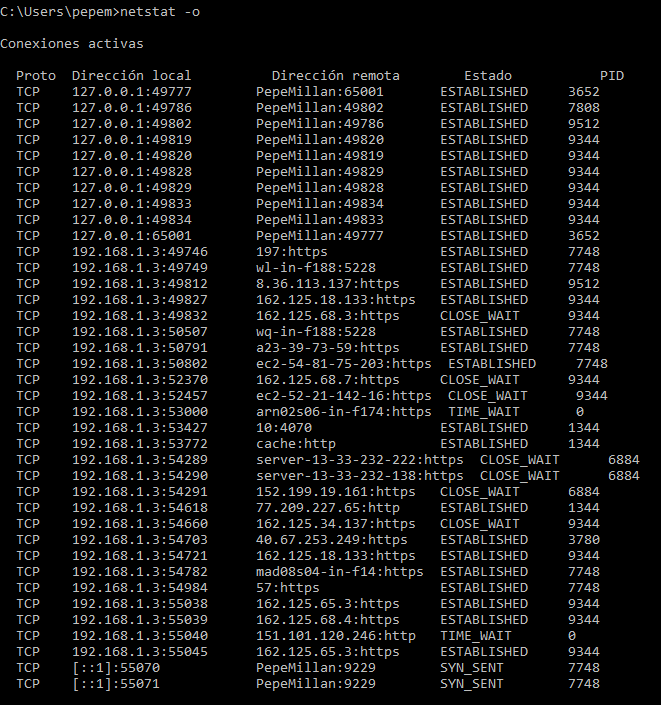 C:\Users\pepem>netstat -o
Conexiones activas
Proto  Dirección local          Dirección remota        Estado           PID
TCP    127.0.0.1:49777        PepeMillan:65001       ESTABLISHED     3652
TCP    127.0.0.1:49786        PepeMillan:49802       ESTABLISHED     7808
TCP    127.0.0.1:49802        PepeMillan:49786       ESTABLISHED     9512
TCP    127.0.0.1:49819        PepeMillan:49820       ESTABLISHED     9344
TCP    127.0.0.1:49820        PepeMillan:49819       ESTABLISHED     9344
TCP    127.0.0.1:49828        PepeMillan:49829       ESTABLISHED     9344
TCP    127.0.0.1:49829        PepeMillan:49828       ESTABLISHED     9344
TCP    127.0.0.1:49833        PepeMillan:49834       ESTABLISHED     9344
TCP    127.0.0.1:49834        PepeMillan:49833       ESTABLISHED     9344
TCP    127.0.0.1:65001        PepeMillan:49777       ESTABLISHED     3652
TCP    192.168.1.3:49746      197:https              ESTABLISHED     7748
TCP    192.168.1.3:49749      wl-in-f188:5228        ESTABLISHED     7748
TCP    192.168.1.3:49812      8.36.113.137:https     ESTABLISHED     9512
TCP    192.168.1.3:49827      162.125.18.133:https   ESTABLISHED     9344
TCP    192.168.1.3:49832      162.125.68.3:https     CLOSE_WAIT      9344
TCP    192.168.1.3:50507      wq-in-f188:5228        ESTABLISHED     7748
TCP    192.168.1.3:50791      a23-39-73-59:https     ESTABLISHED     7748
TCP    192.168.1.3:50802      ec2-54-81-75-203:https  ESTABLISHED     7748
TCP    192.168.1.3:52370      162.125.68.7:https     CLOSE_WAIT      9344
TCP    192.168.1.3:52457      ec2-52-21-142-16:https  CLOSE_WAIT      9344
TCP    192.168.1.3:53000      arn02s06-in-f174:https  TIME_WAIT       0
TCP    192.168.1.3:53427      10:4070                ESTABLISHED     1344
TCP    192.168.1.3:53772      cache:http             ESTABLISHED     1344
TCP    192.168.1.3:54289      server-13-33-232-222:https  CLOSE_WAIT      6884
TCP    192.168.1.3:54290      server-13-33-232-138:https  CLOSE_WAIT      6884
TCP    192.168.1.3:54291      152.199.19.161:https   CLOSE_WAIT      6884
TCP    192.168.1.3:54618      77.209.227.65:http     ESTABLISHED     1344
TCP    192.168.1.3:54660      162.125.34.137:https   CLOSE_WAIT      9344
TCP    192.168.1.3:54703      40.67.253.249:https    ESTABLISHED     3780
TCP    192.168.1.3:54721      162.125.18.133:https   ESTABLISHED     9344
TCP    192.168.1.3:54782      mad08s04-in-f14:https  ESTABLISHED     7748
TCP    192.168.1.3:54984      57:https               ESTABLISHED     7748
TCP    192.168.1.3:55038      162.125.65.3:https     ESTABLISHED     9344
TCP    192.168.1.3:55039      162.125.68.4:https     ESTABLISHED     9344
TCP    192.168.1.3:55040      151.101.120.246:http   TIME_WAIT       0
TCP    192.168.1.3:55045      162.125.65.3:https     ESTABLISHED     9344
TCP    [::1]:55070            PepeMillan:9229        SYN_SENT        7748
TCP    [::1]:55071            PepeMillan:9229        SYN_SENT        7748